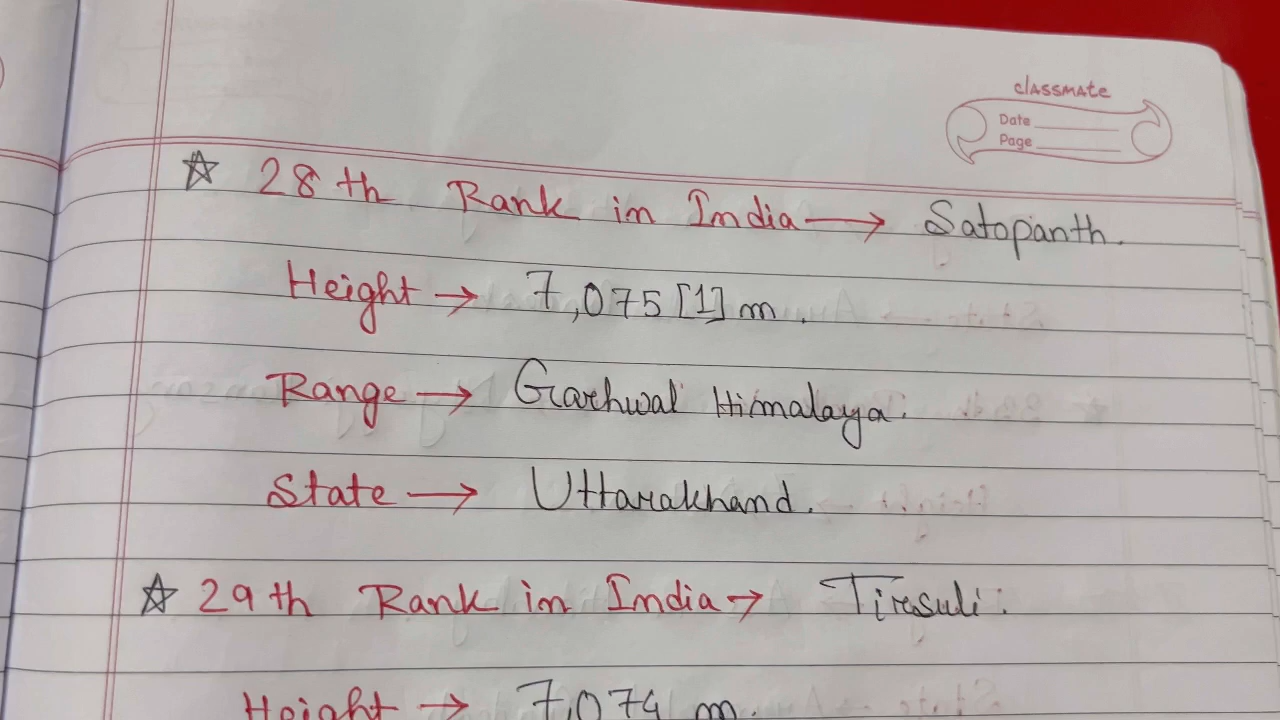 classmate
Date
Page
☆ 28th Rank in India → Satopanth.
Height → 7,075 [1] m.
Range → Garhwal Himalaya.
State → Uttarakhand.
☆ 29th Rank in India → Tirsuli.
Height → 7,074 m.